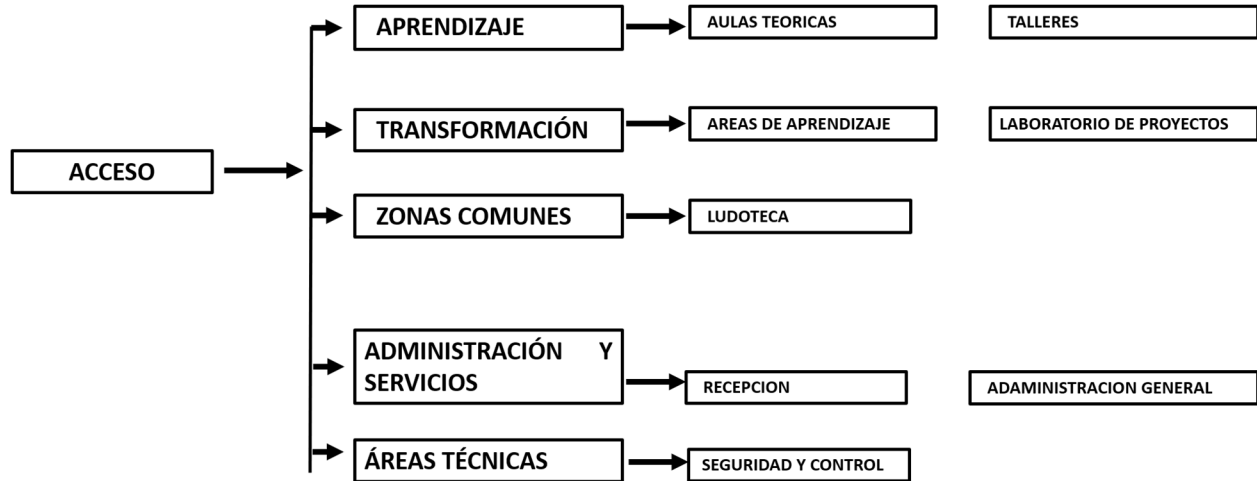 APRENDIZAJE
AULAS TEORICAS
TALLERES
TRANSFORMACIÓN
AREAS DE APRENDIZAJE
LABORATORIO DE PROYECTOS
ACCESO
ZONAS COMUNES
LUDOTECA
ADMINISTRACIÓN Y
SERVICIOS
RECEPCION
ADAMINISTRACION GENERAL
ÁREAS TÉCNICAS
SEGURIDAD Y CONTROL